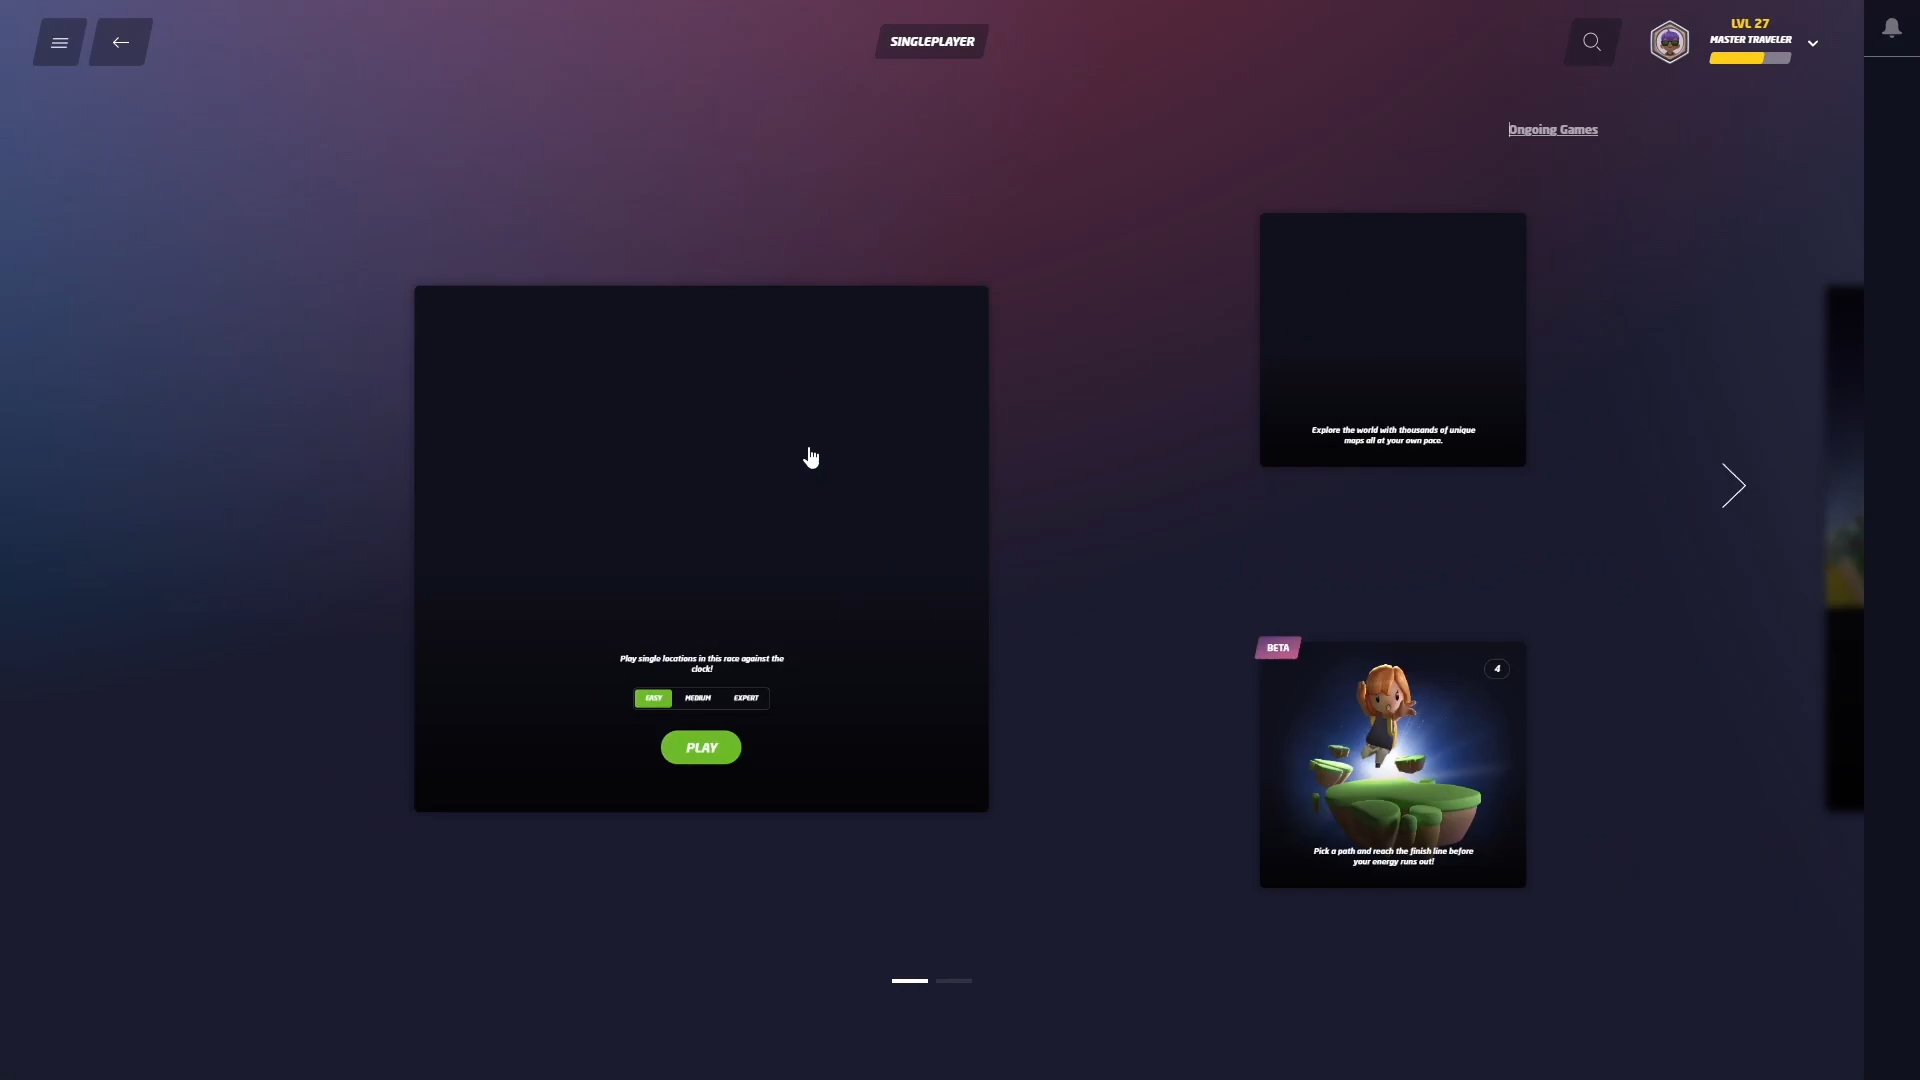 SINGLEPLAYER
LVL 27
MASTER TRAVELER
Ongoing Games
Explore the world with thousands of unique
maps all at your own pace.
Play single locations in this race against the
clock!
EASY MEDIUM EXPERT
PLAY
BETA
4
Pick a path and reach the finish line before
your energy runs out!